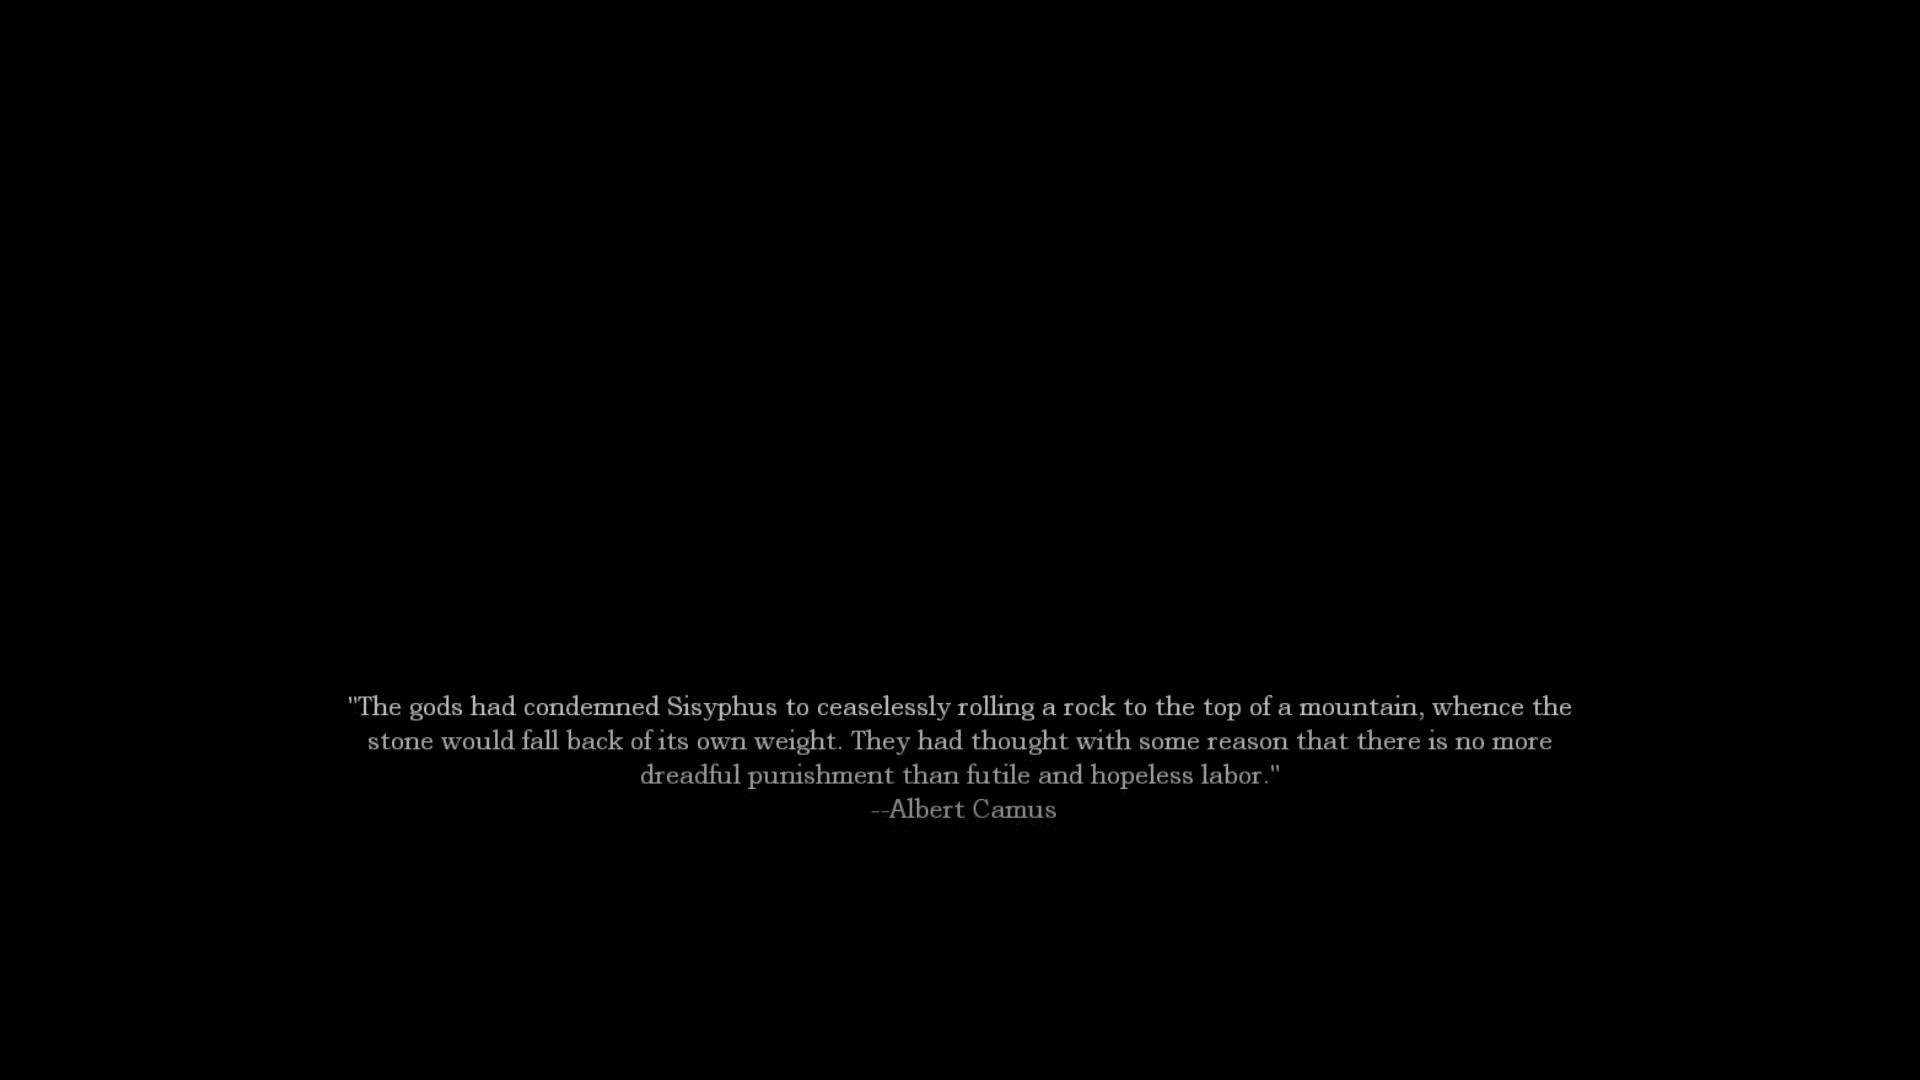 "The gods had condemned Sisyphus to ceaselessly rolling a rock to the top of a mountain, whence the
stone would fall back of its own weight. They had thought with some reason that there is no more
dreadful punishment than futile and hopeless labor."
--Albert Camus